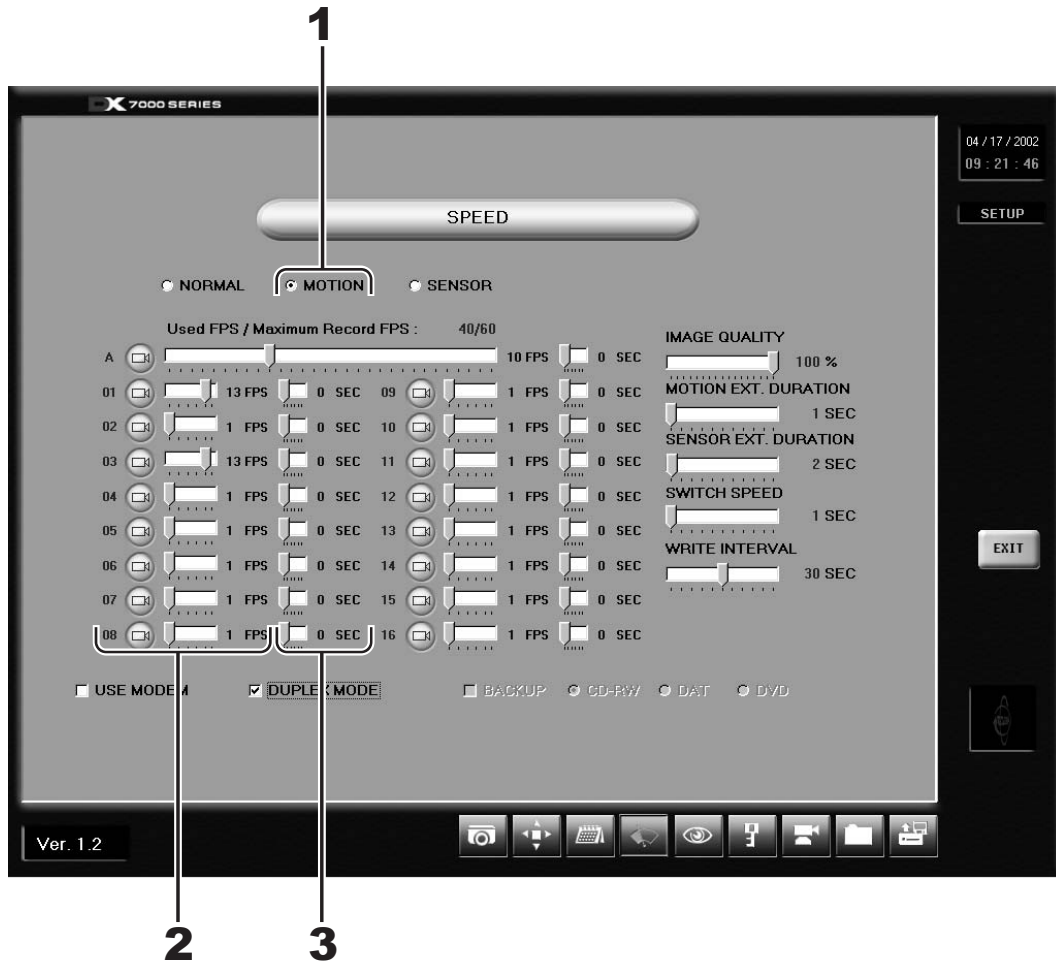 1
DX 7000 SERIES
04 / 17 / 2002
09 : 21 : 46
SETUP
SPEED
NORMAL MOTION SENSOR
Used FPS / Maximum Record FPS : 40/60
A 10 FPS 0 SEC
01 13 FPS 0 SEC 09 1 FPS 0 SEC
02 1 FPS 0 SEC 10 1 FPS 0 SEC
03 13 FPS 0 SEC 11 1 FPS 0 SEC
04 1 FPS 0 SEC 12 1 FPS 0 SEC
05 1 FPS 0 SEC 13 1 FPS 0 SEC
06 1 FPS 0 SEC 14 1 FPS 0 SEC
07 1 FPS 0 SEC 15 1 FPS 0 SEC
08 1 FPS 0 SEC 16 1 FPS 0 SEC
IMAGE QUALITY
100 %
MOTION EXT. DURATION
1 SEC
SENSOR EXT. DURATION
2 SEC
SWITCH SPEED
1 SEC
WRITE INTERVAL
30 SEC
EXIT
USE MODEM DUPLEX MODE BACKUP CD-RW DAT DVD
Ver. 1.2
2 3